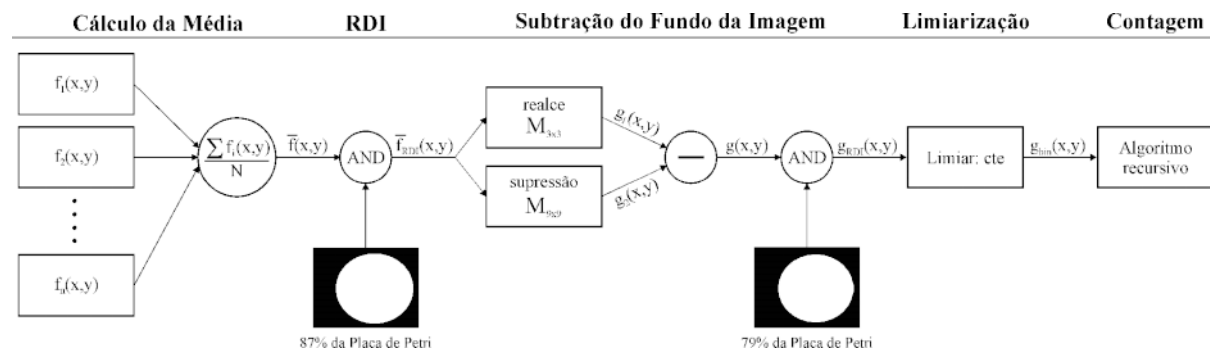 Cálculo da Média
RDI
Subtração do Fundo da Imagem
Limiarização
Contagem
f₁(x,y)
f₂(x,y)
fₙ(x,y)
∑ fᵢ(x,y)
N
f̅(x,y)
AND
f̅RDI(x,y)
87% da Placa de Petri
realce
M₃ₓ₃
supressão
M₉ₓ₉
g₁(x,y)
g₂(x,y)
−
g(x,y)
AND
gRDI(x,y)
79% da Placa de Petri
Limiar: cte
gbin(x,y)
Algoritmo
recursivo